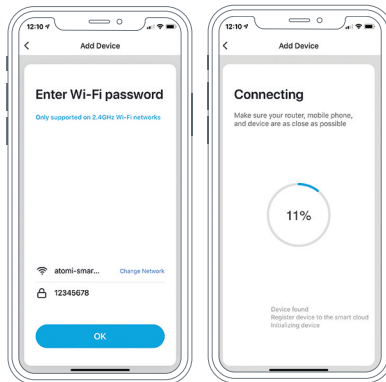 12:10
Add Device
Enter Wi-Fi password
Only supported on 2.4GHz Wi-Fi networks
atomi-smar... Change Network
12345678
OK
12:10
Add Device
Connecting
Make sure your router, mobile phone,
and device are as close as possible
11%
Device found
Register device to the smart cloud
Initializing device